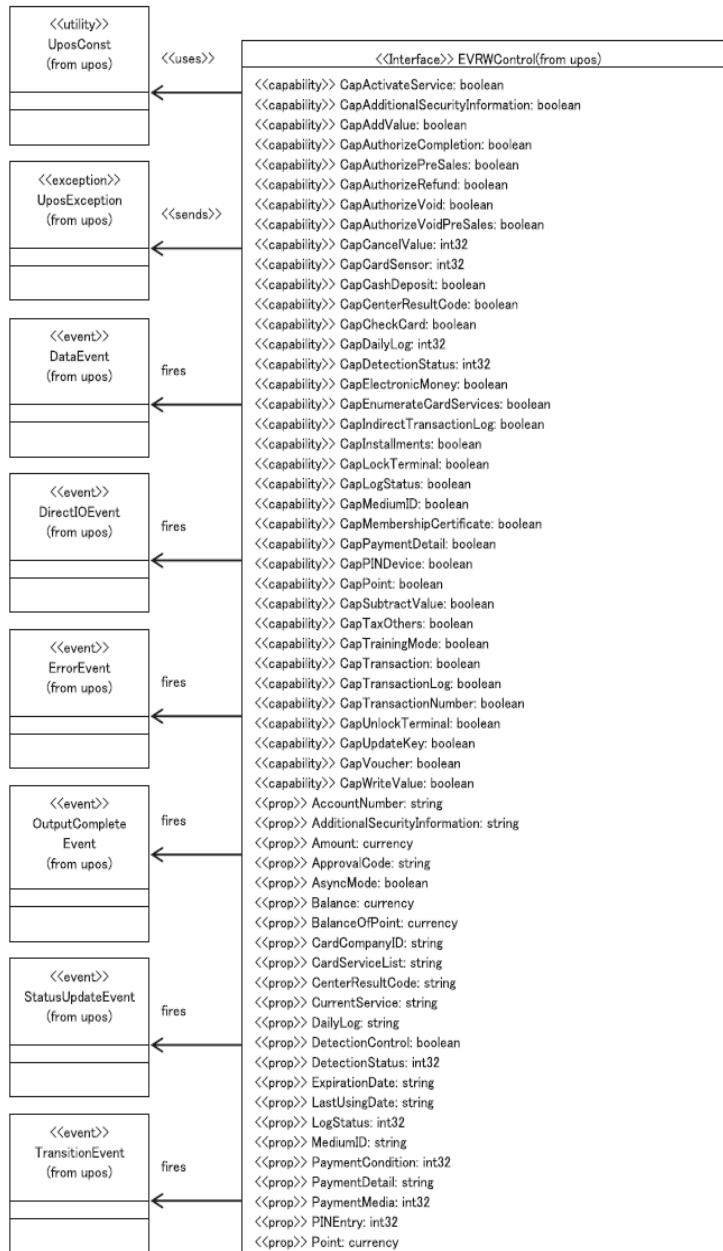 <<utility>>
UposConst
(from upos)
<<uses>>
<<exception>>
UposException
(from upos)
<<sends>>
<<event>>
DataEvent
(from upos)
fires
<<event>>
DirectIOEvent
(from upos)
fires
<<event>>
ErrorEvent
(from upos)
fires
<<event>>
OutputComplete
Event
(from upos)
fires
<<event>>
StatusUpdateEvent
(from upos)
fires
<<event>>
TransitionEvent
(from upos)
fires
<<Interface>> EVRWControl(from upos)
<<capability>> CapActivateService: boolean
<<capability>> CapAdditionalSecurityInformation: boolean
<<capability>> CapAddValue: boolean
<<capability>> CapAuthorizeCompletion: boolean
<<capability>> CapAuthorizePreSales: boolean
<<capability>> CapAuthorizeRefund: boolean
<<capability>> CapAuthorizeVoid: boolean
<<capability>> CapAuthorizeVoidPreSales: boolean
<<capability>> CapCancelValue: int32
<<capability>> CapCardSensor: int32
<<capability>> CapCashDeposit: boolean
<<capability>> CapCenterResultCode: boolean
<<capability>> CapCheckCard: boolean
<<capability>> CapDailyLog: int32
<<capability>> CapDetectionStatus: int32
<<capability>> CapElectronicMoney: boolean
<<capability>> CapEnumerateCardServices: boolean
<<capability>> CapIndirectTransactionLog: boolean
<<capability>> CapInstallments: boolean
<<capability>> CapLockTerminal: boolean
<<capability>> CapLogStatus: boolean
<<capability>> CapMediumID: boolean
<<capability>> CapMembershipCertificate: boolean
<<capability>> CapPaymentDetail: boolean
<<capability>> CapPINDevice: boolean
<<capability>> CapPoint: boolean
<<capability>> CapSubtractValue: boolean
<<capability>> CapTaxOthers: boolean
<<capability>> CapTrainingMode: boolean
<<capability>> CapTransaction: boolean
<<capability>> CapTransactionLog: boolean
<<capability>> CapTransactionNumber: boolean
<<capability>> CapUnlockTerminal: boolean
<<capability>> CapUpdateKey: boolean
<<capability>> CapVoucher: boolean
<<capability>> CapWriteValue: boolean
<<prop>> AccountNumber: string
<<prop>> AdditionalSecurityInformation: string
<<prop>> Amount: currency
<<prop>> ApprovalCode: string
<<prop>> AsyncMode: boolean
<<prop>> Balance: currency
<<prop>> BalanceOfPoint: currency
<<prop>> CardCompanyID: string
<<prop>> CardServiceList: string
<<prop>> CenterResultCode: string
<<prop>> CurrentService: string
<<prop>> DailyLog: string
<<prop>> DetectionControl: boolean
<<prop>> DetectionStatus: int32
<<prop>> ExpirationDate: string
<<prop>> LastUsingDate: string
<<prop>> LogStatus: int32
<<prop>> MediumID: string
<<prop>> PaymentCondition: int32
<<prop>> PaymentDetail: string
<<prop>> PaymentMedia: int32
<<prop>> PINEntry: int32
<<prop>> Point: currency